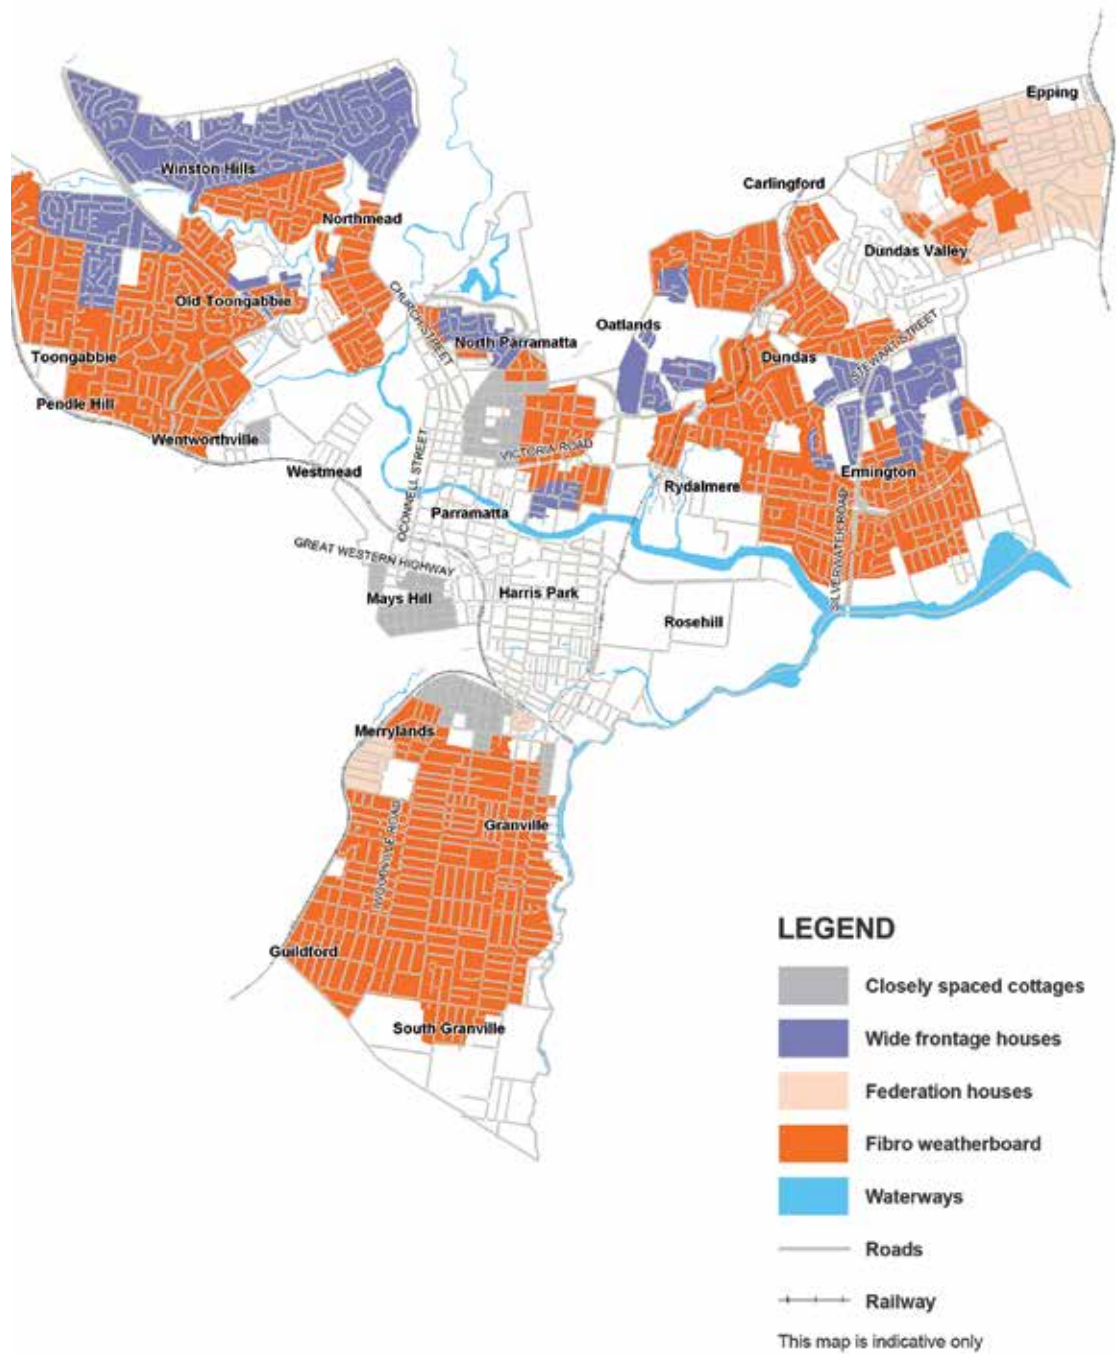 Epping
Winston Hills
Carlingford
Northmead
Dundas Valley
Old Toongabbie
CHURCH STREET
Oatlands
STEWART STREET
North Parramatta
Toongabbie
Dundas
Pendle Hill
Wentworthville
VICTORIA ROAD
Westmead
OCONNELL STREET
Ermington
Rydalmere
Parramatta
SILVERWATER ROAD
GREAT WESTERN HIGHWAY
Mays Hill
Harris Park
Rosehill
Merrylands
Granville
WOODVILLE ROAD
Guildford
South Granville
LEGEND
Closely spaced cottages
Wide frontage houses
Federation houses
Fibro weatherboard
Waterways
Roads
Railway
This map is indicative only